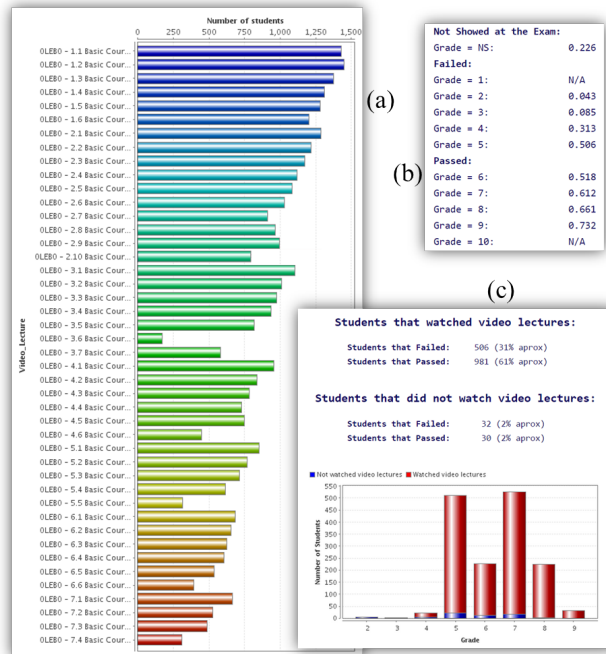 Number of students
0
250
500
750
1,000
1,250
1,500
Video_Lecture
0LEB0 - 1.1 Basic Cour...
0LEB0 - 1.2 Basic Cour...
0LEB0 - 1.3 Basic Cour...
0LEB0 - 1.4 Basic Cour...
0LEB0 - 1.5 Basic Cour...
0LEB0 - 1.6 Basic Cour...
0LEB0 - 2.1 Basic Cour...
0LEB0 - 2.2 Basic Cour...
0LEB0 - 2.3 Basic Cour...
0LEB0 - 2.4 Basic Cour...
0LEB0 - 2.5 Basic Cour...
0LEB0 - 2.6 Basic Cour...
0LEB0 - 2.7 Basic Cour...
0LEB0 - 2.8 Basic Cour...
0LEB0 - 2.9 Basic Cour...
0LEB0 - 2.10 Basic Cour...
0LEB0 - 3.1 Basic Cour...
0LEB0 - 3.2 Basic Cour...
0LEB0 - 3.3 Basic Cour...
0LEB0 - 3.4 Basic Cour...
0LEB0 - 3.5 Basic Cour...
0LEB0 - 3.6 Basic Cour...
0LEB0 - 3.7 Basic Cour...
0LEB0 - 4.1 Basic Cour...
0LEB0 - 4.2 Basic Cour...
0LEB0 - 4.3 Basic Cour...
0LEB0 - 4.4 Basic Cour...
0LEB0 - 4.5 Basic Cour...
0LEB0 - 4.6 Basic Cour...
0LEB0 - 5.1 Basic Cour...
0LEB0 - 5.2 Basic Cour...
0LEB0 - 5.3 Basic Cour...
0LEB0 - 5.4 Basic Cour...
0LEB0 - 5.5 Basic Cour...
0LEB0 - 6.1 Basic Cour...
0LEB0 - 6.2 Basic Cour...
0LEB0 - 6.3 Basic Cour...
0LEB0 - 6.4 Basic Cour...
0LEB0 - 6.5 Basic Cour...
0LEB0 - 6.6 Basic Cour...
0LEB0 - 7.1 Basic Cour...
0LEB0 - 7.2 Basic Cour...
0LEB0 - 7.3 Basic Cour...
0LEB0 - 7.4 Basic Cour...
(a)
(b)
Not Showed at the Exam:
Grade = NS: 0.226
Failed:
Grade = 1: N/A
Grade = 2: 0.043
Grade = 3: 0.085
Grade = 4: 0.313
Grade = 5: 0.506
Passed:
Grade = 6: 0.518
Grade = 7: 0.612
Grade = 8: 0.661
Grade = 9: 0.732
Grade = 10: N/A
(c)
Students that watched video lectures:
Students that Failed: 506 (31% aprox)
Students that Passed: 981 (61% aprox)
Students that did not watch video lectures:
Students that Failed: 32 (2% aprox)
Students that Passed: 30 (2% aprox)
Not watched video lectures Watched video lectures
Number of Students
550
500
450
400
350
300
250
200
150
100
50
0
2 3 4 5 6 7 8 9
Grade